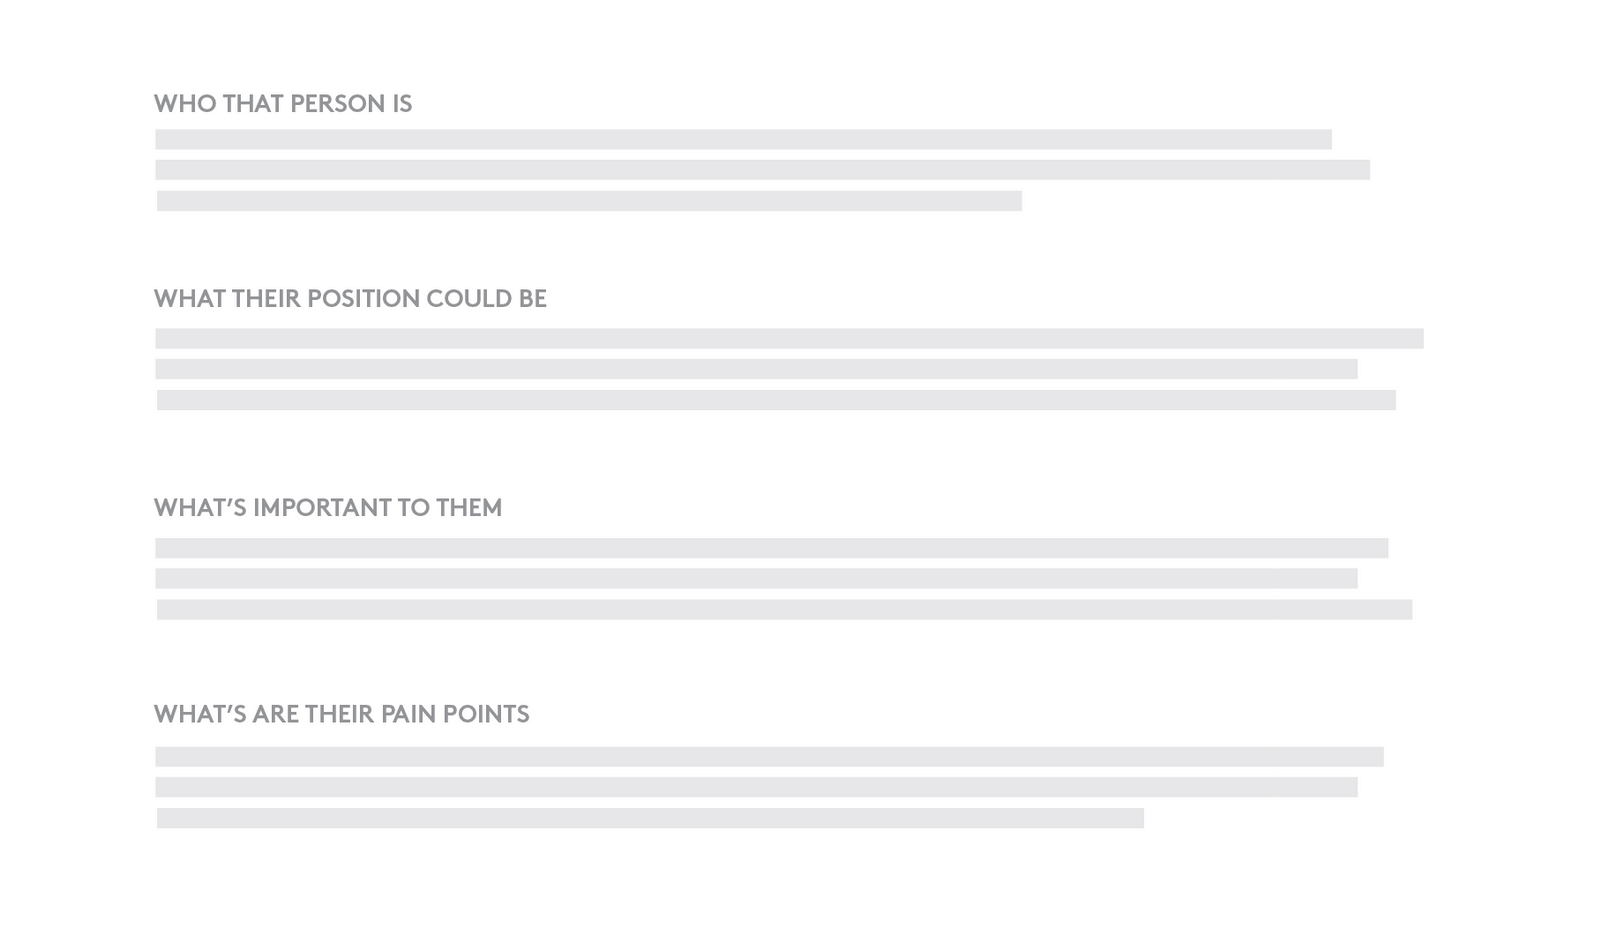 WHO THAT PERSON IS
WHAT THEIR POSITION COULD BE
WHAT’S IMPORTANT TO THEM
WHAT’S ARE THEIR PAIN POINTS